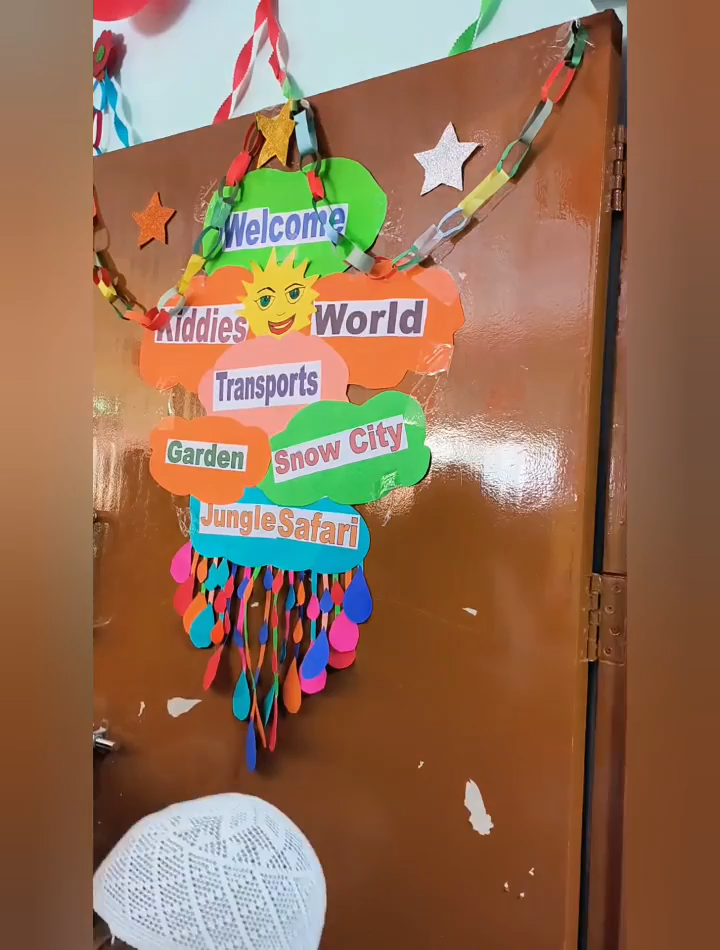 Welcome
Kiddies World
Transports
Garden
Snow City
Jungle Safari